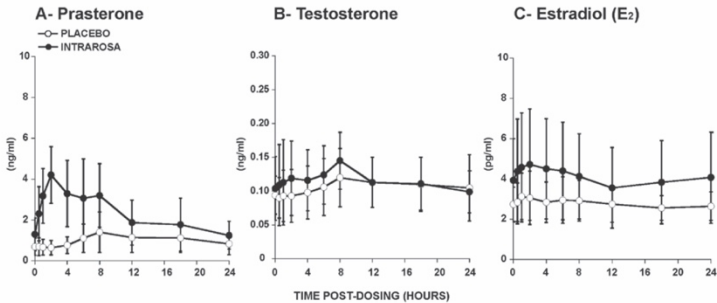 A- Prasterone
B- Testosterone
C- Estradiol (E₂)
PLACEBO
INTRAROSA
10
8
6
4
2
0
(ng/ml)
0 4 8 12 16 20 24
0.30
0.25
0.20
0.15
0.10
0.05
0.00
(ng/ml)
0 4 8 12 16 20 24
10
8
6
4
2
0
(pg/ml)
0 4 8 12 16 20 24
TIME POST-DOSING (HOURS)